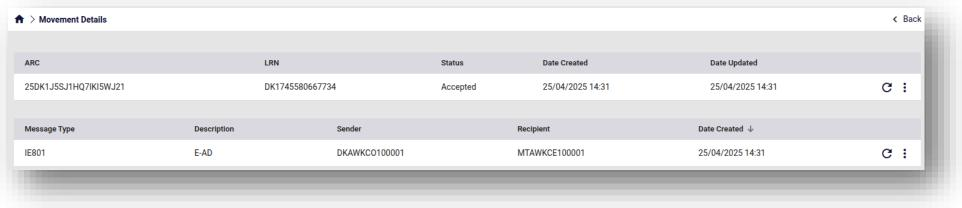 > Movement Details < Back
ARC LRN Status Date Created Date Updated
25DK1J5SJ1HQ7IKI5WJ21 DK1745580667734 Accepted 25/04/2025 14:31 25/04/2025 14:31
Message Type Description Sender Recipient Date Created ↓
IE801 E-AD DKAWKCO100001 MTAWKCE100001 25/04/2025 14:31